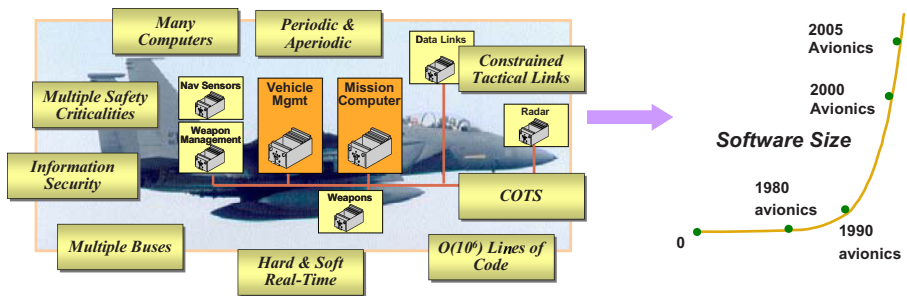 Many
Computers
Periodic &
Aperiodic
Data Links
Constrained
Tactical Links
Nav Sensors
Vehicle
Mgmt
Mission
Computer
Multiple Safety
Criticalities
Weapon
Management
Radar
Information
Security
Weapons
COTS
Multiple Buses
Hard & Soft
Real-Time
O(10⁶) Lines of
Code
2005
Avionics
2000
Avionics
Software Size
1980
avionics
0
1990
avionics